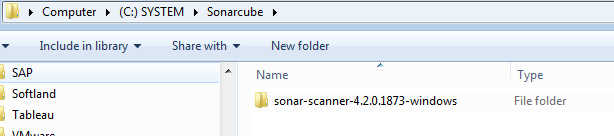 Computer ▸ (C:) SYSTEM ▸ Sonarcube ▸
Include in library Share with New folder
Name Type
SAP
Softland
Tableau
VMware
sonar-scanner-4.2.0.1873-windows File folder